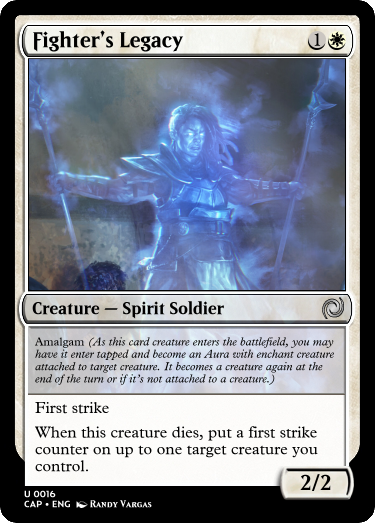 Fighter's Legacy
1
Creature — Spirit Soldier
Amalgam (As this card creature enters the battlefield, you may
have it enter tapped and become an Aura with enchant creature
attached to target creature. It becomes a creature again at the
end of the turn or if it's not attached to a creature.)
First strike
When this creature dies, put a first strike
counter on up to one target creature you
control.
2/2
U 0016
CAP • ENG Randy Vargas